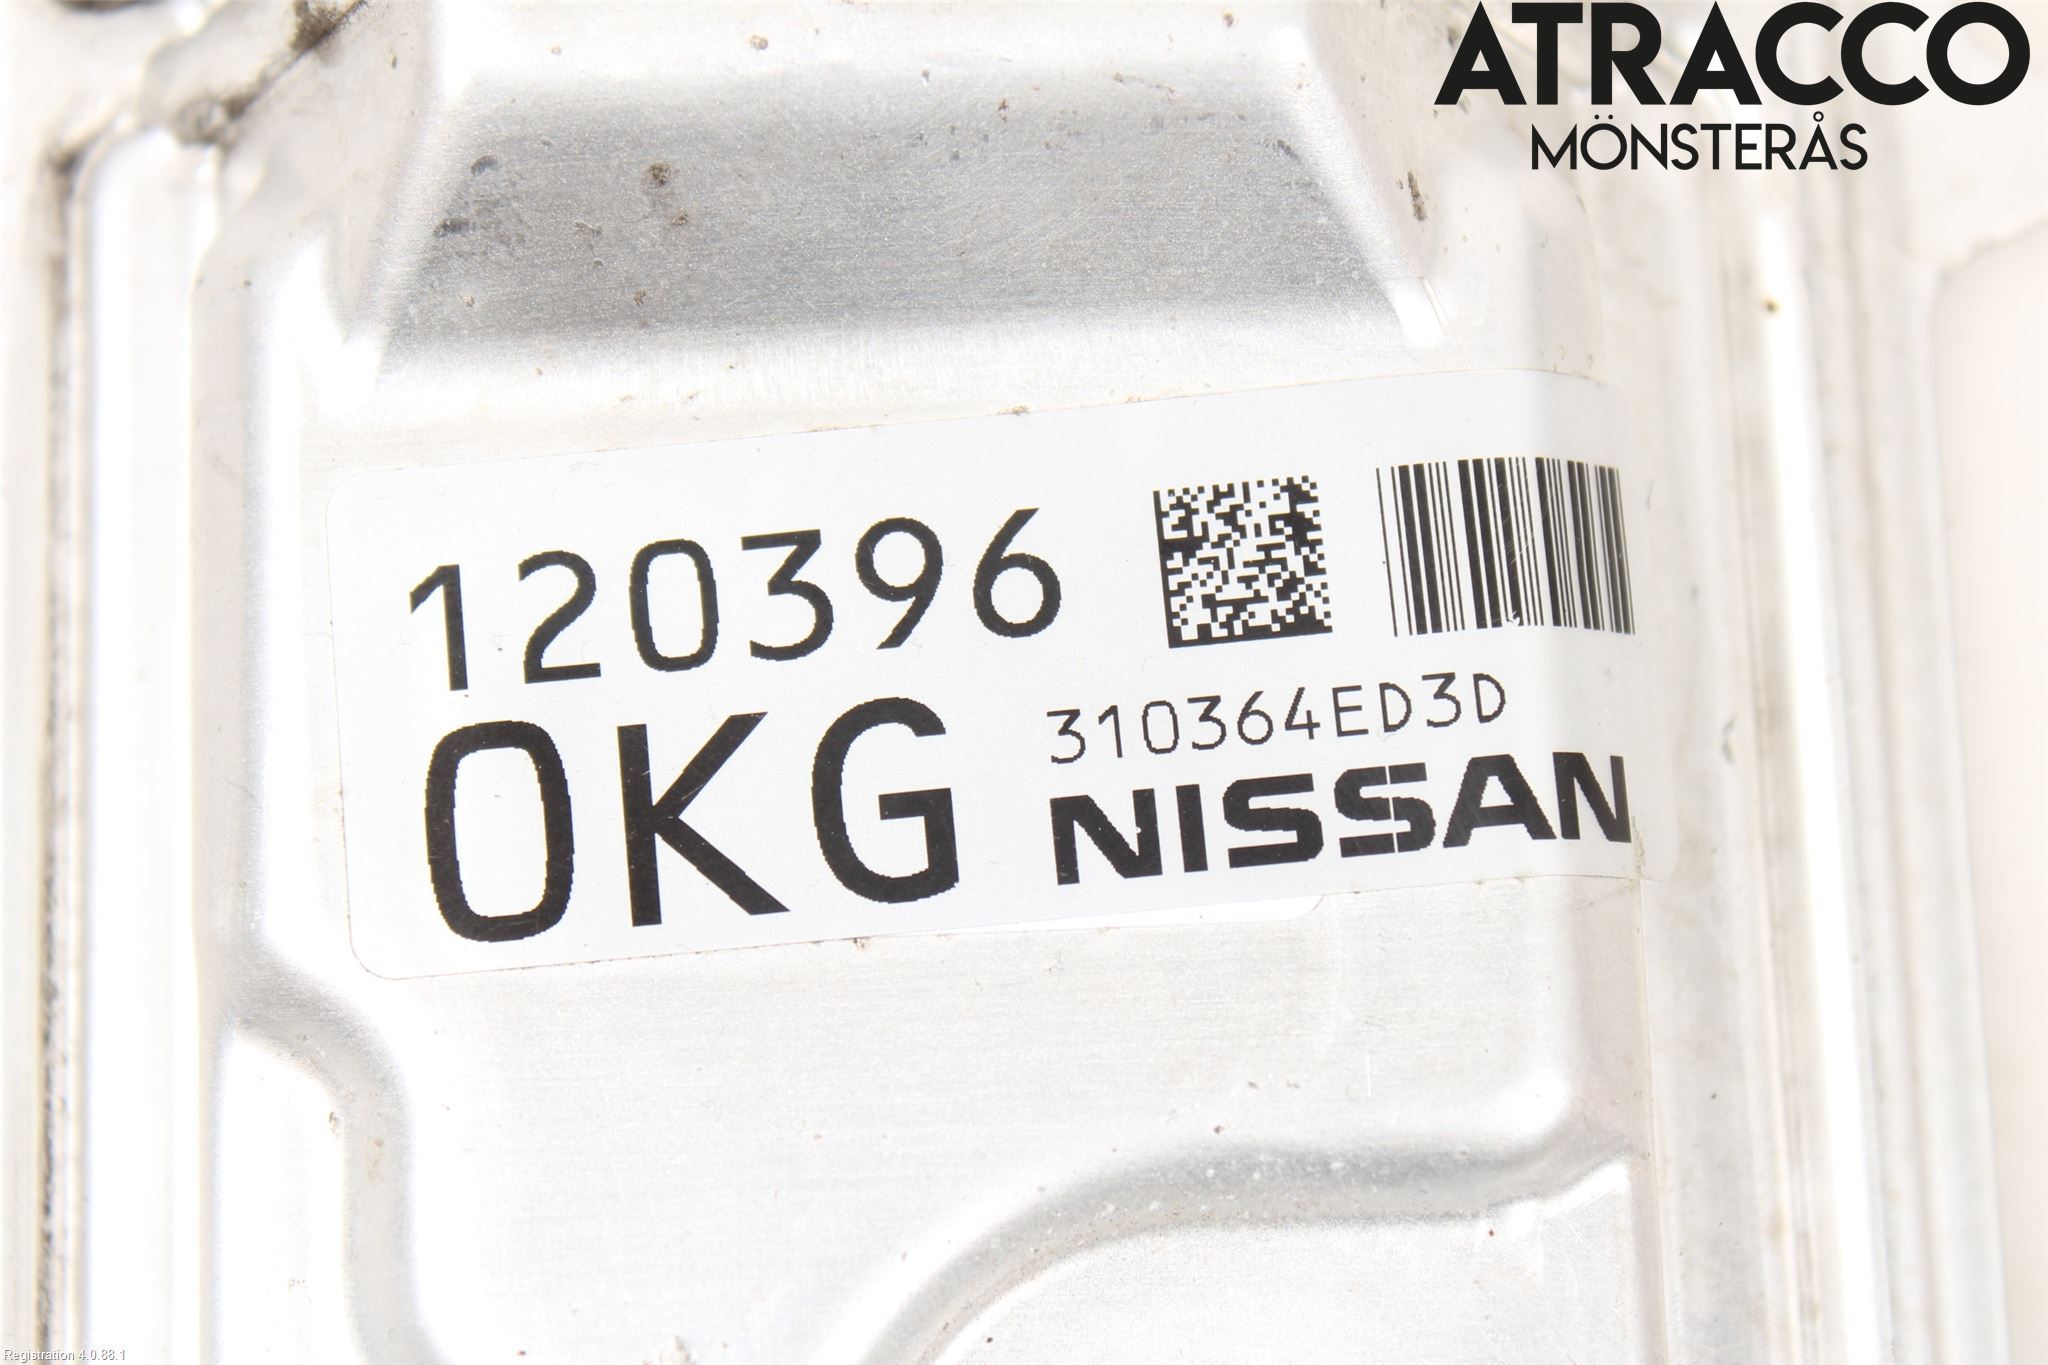 ATRACCO
MÖNSTERÅS
120396
0KG
310364ED3D
NISSAN
Registration 4.0.88.1